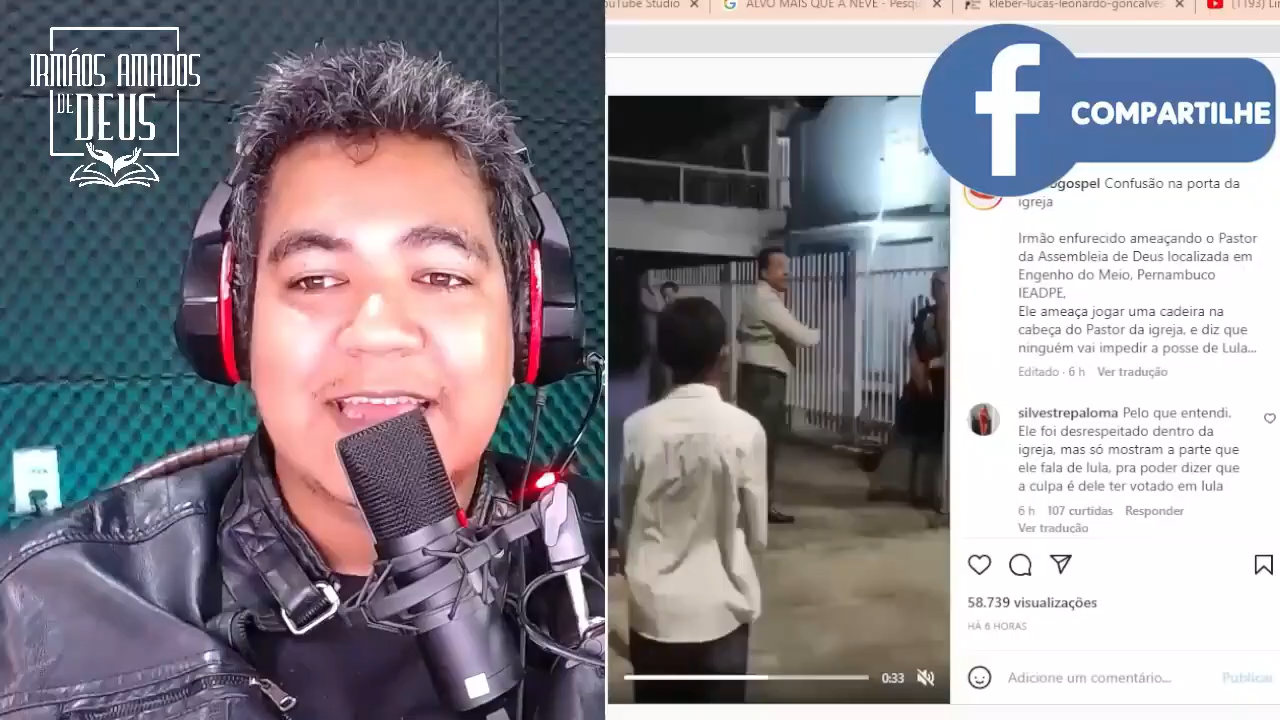 IRMÃOS AMADOS
DE DEUS
YouTube Studio
ALVO MAIS QUE A NEVE - Pesqu
kleber-lucas-leonardo-goncalves
(1193) Li
COMPARTILHE
ogospel Confusão na porta da
igreja
Irmão enfurecido ameaçando o Pastor
da Assembleia de Deus localizada em
Engenho do Meio, Pernambuco
IEADPE,
Ele ameaça jogar uma cadeira na
cabeça do Pastor da igreja, e diz que
ninguém vai impedir a posse de Lula...
Editado · 6 h Ver tradução
silvestrepaloma Pelo que entendi.
Ele foi desrespeitado dentro da
igreja, mas só mostram a parte que
ele fala de lula, pra poder dizer que
a culpa é dele ter votado em lula
6 h 107 curtidas Responder
Ver tradução
58.739 visualizações
HÁ 6 HORAS
0:33
Adicione um comentário...
Publicar